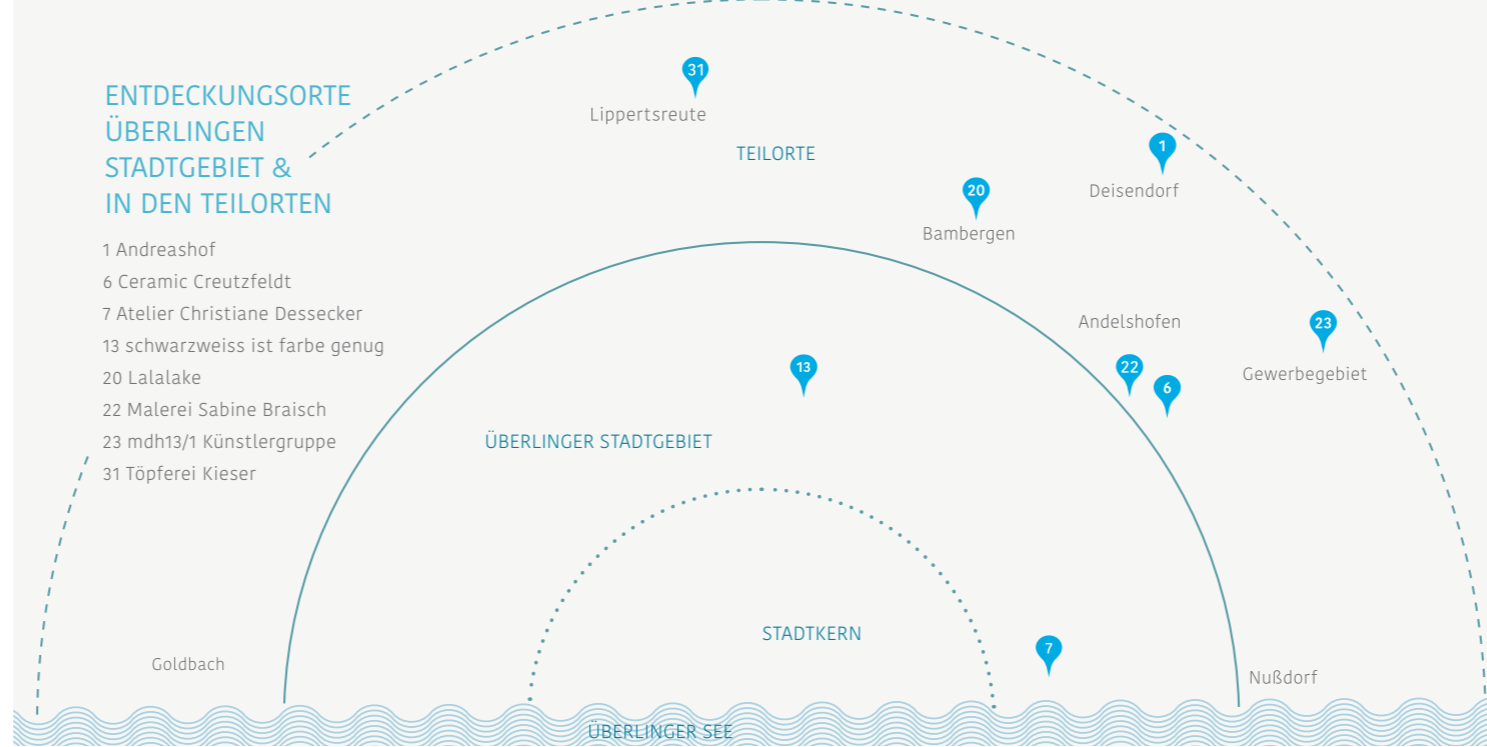 ENTDECKUNGSORTE
ÜBERLINGEN
STADTGEBIET &
IN DEN TEILORTEN
1 Andreashof
6 Ceramic Creutzfeldt
7 Atelier Christiane Dessecker
13 schwarzweiss ist farbe genug
20 Lalalake
22 Malerei Sabine Braisch
23 mdh13/1 Künstlergruppe
31 Töpferei Kieser
31
Lippertsreute
TEILORTE
1
Deisendorf
20
Bambergen
Andelshofen
23
Gewerbegebiet
22
6
13
ÜBERLINGER STADTGEBIET
STADTKERN
7
Goldbach
Nußdorf
ÜBERLINGER SEE